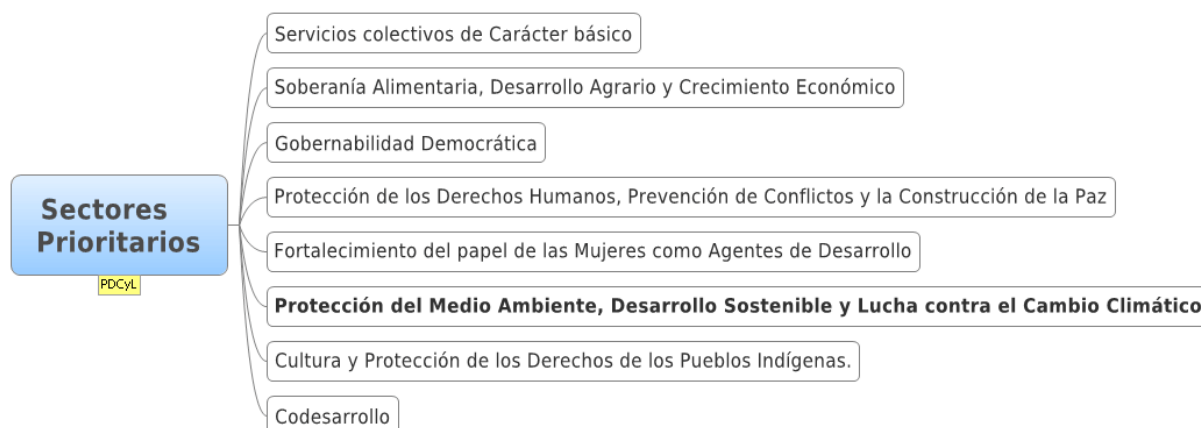 Servicios colectivos de Carácter básico
Soberanía Alimentaria, Desarrollo Agrario y Crecimiento Económico
Gobernabilidad Democrática
Protección de los Derechos Humanos, Prevención de Conflictos y la Construcción de la Paz
Sectores
Prioritarios
PDCyL
Fortalecimiento del papel de las Mujeres como Agentes de Desarrollo
Protección del Medio Ambiente, Desarrollo Sostenible y Lucha contra el Cambio Climático
Cultura y Protección de los Derechos de los Pueblos Indígenas.
Codesarrollo